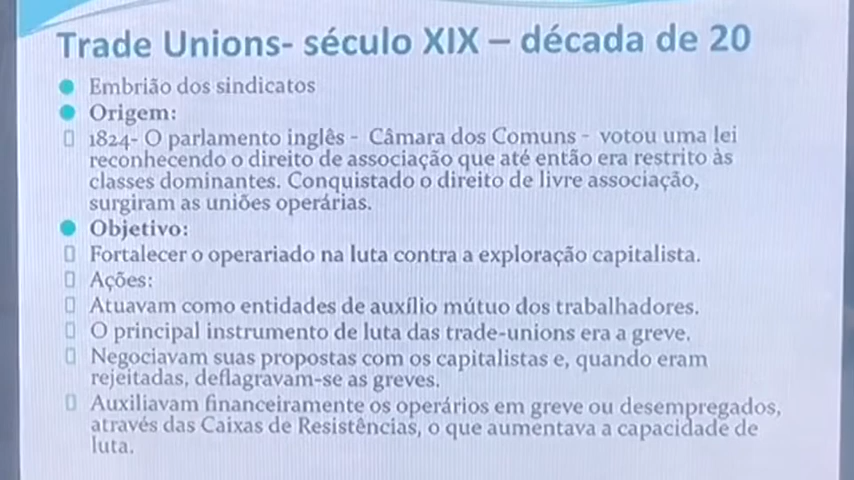 Trade Unions- século XIX – década de 20
Embrião dos sindicatos
Origem:
1824- O parlamento inglês - Câmara dos Comuns - votou uma lei
reconhecendo o direito de associação que até então era restrito às
classes dominantes. Conquistado o direito de livre associação,
surgiram as uniões operárias.
Objetivo:
Fortalecer o operariado na luta contra a exploração capitalista.
Ações:
Atuavam como entidades de auxílio mútuo dos trabalhadores.
O principal instrumento de luta das trade-unions era a greve.
Negociavam suas propostas com os capitalistas e, quando eram
rejeitadas, deflagravam-se as greves.
Auxiliavam financeiramente os operários em greve ou desempregados,
através das Caixas de Resistências, o que aumentava a capacidade de
luta.